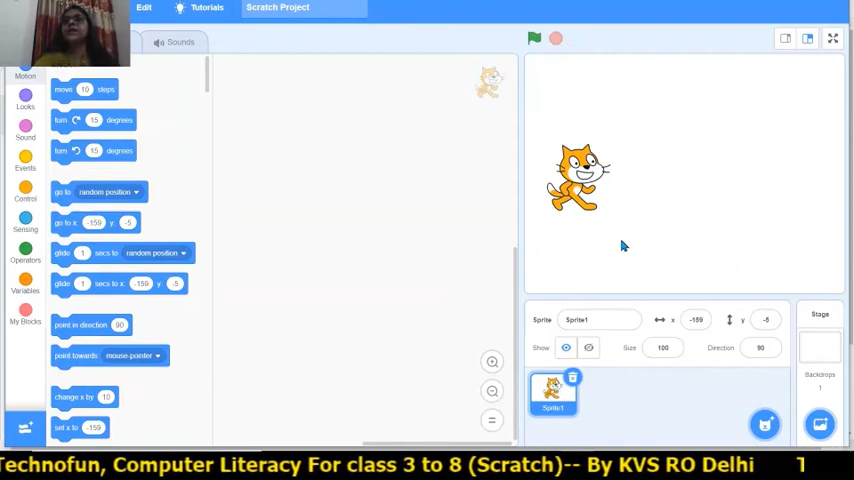 Edit Tutorials Scratch Project
Sounds
Motion
Looks
Sound
Events
Control
Sensing
Operators
Variables
My Blocks
move 10 steps
turn 15 degrees
turn 15 degrees
go to random position
go to x: -159 y: -5
glide 1 secs to random position
glide 1 secs to x: -159 y: -5
point in direction 90
point towards mouse-pointer
change x by 10
set x to -159
Sprite Sprite1 x -159 y -5
Show Size 100 Direction 90
Sprite1
Stage
Backdrops
1
Technofun, Computer Literacy For class 3 to 8 (Scratch)-- By KVS RO Delhi